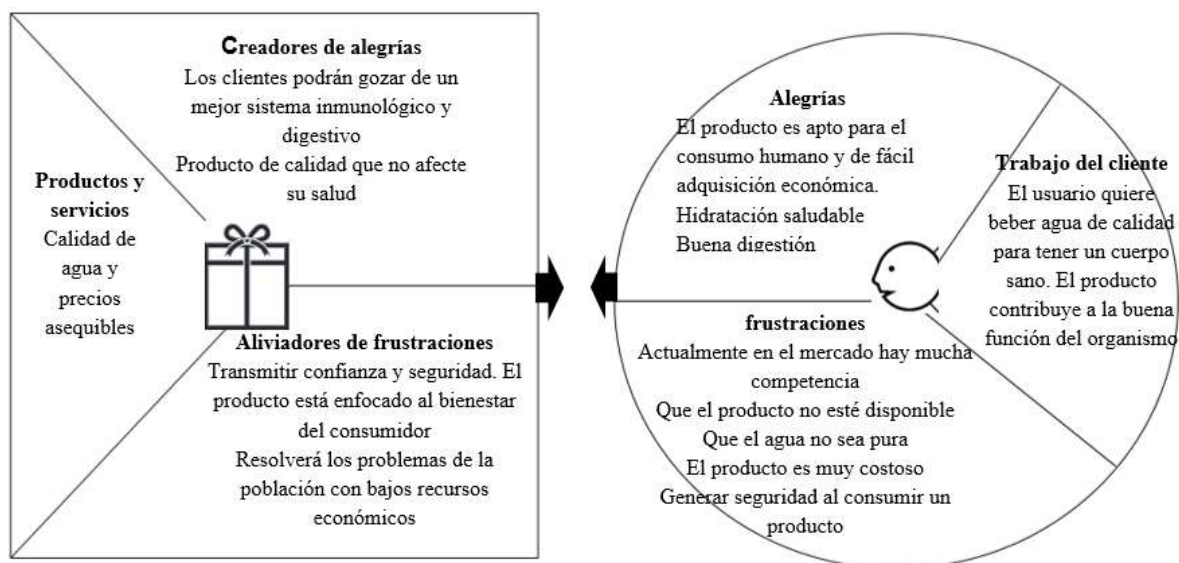 Creadores de alegrías
Los clientes podrán gozar de un
mejor sistema inmunológico y
digestivo
Producto de calidad que no afecte
su salud
Productos y
servicios
Calidad de
agua y
precios
asequibles
Aliviadores de frustraciones
Transmitir confianza y seguridad. El
producto está enfocado al bienestar
del consumidor
Resolverá los problemas de la
población con bajos recursos
económicos
Alegrías
El producto es apto para el
consumo humano y de fácil
adquisición económica.
Hidratación saludable
Buena digestión
Trabajo del cliente
El usuario quiere
beber agua de calidad
para tener un cuerpo
sano. El producto
contribuye a la buena
función del organismo
frustraciones
Actualmente en el mercado hay mucha
competencia
Que el producto no esté disponible
Que el agua no sea pura
El producto es muy costoso
Generar seguridad al consumir un
producto